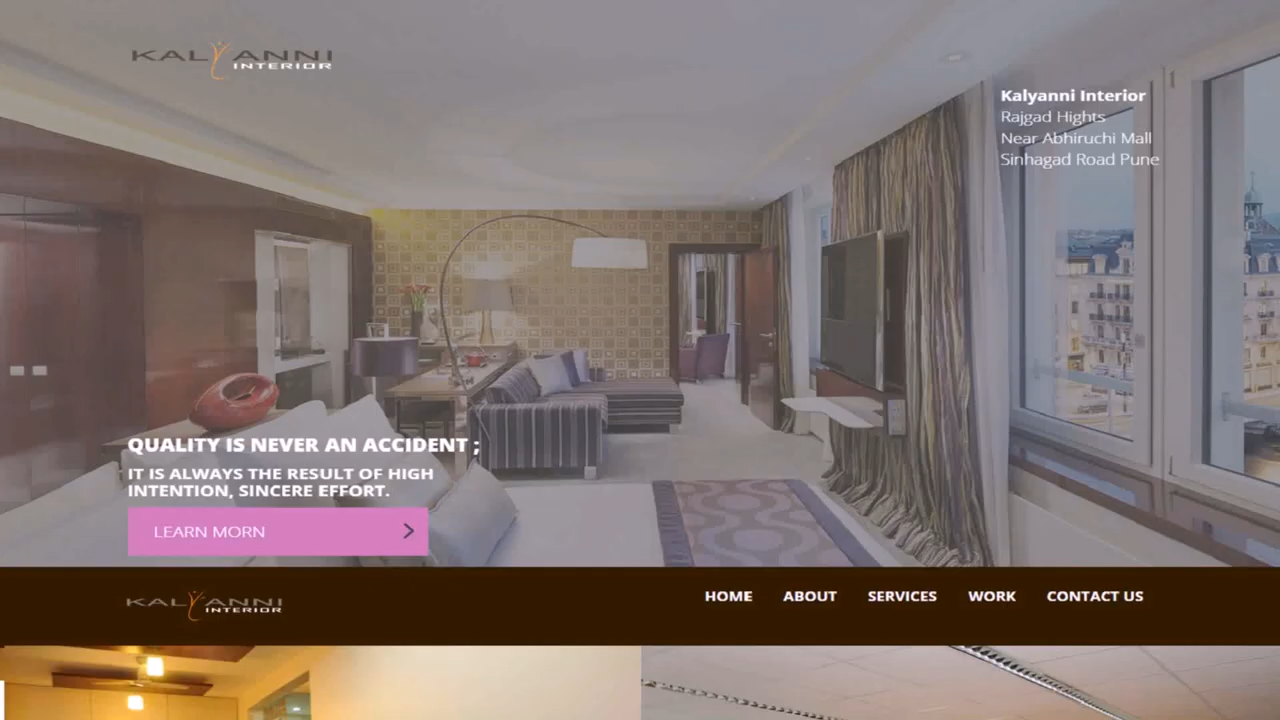 KALYANNI
INTERIOR
Kalyanni Interior
Rajgad Hights
Near Abhiruchi Mall
Sinhagad Road Pune
QUALITY IS NEVER AN ACCIDENT ;
IT IS ALWAYS THE RESULT OF HIGH
INTENTION, SINCERE EFFORT.
LEARN MORN
KALYANNI
INTERIOR
HOME ABOUT SERVICES WORK CONTACT US